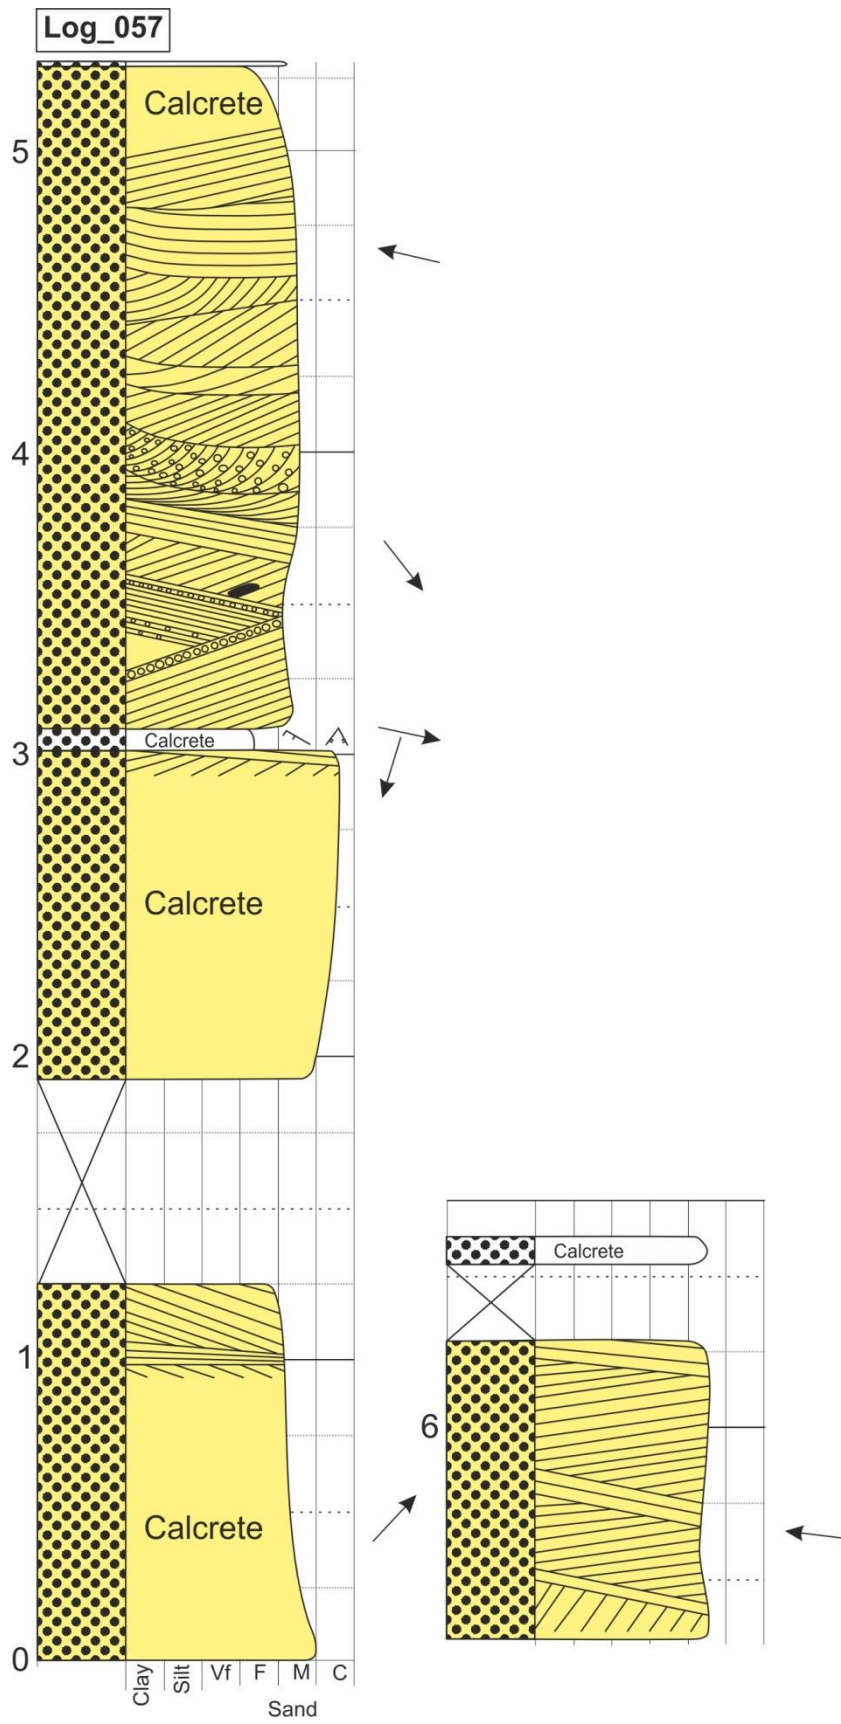 Log_057
Calcrete
5
4
Calcrete
3
Calcrete
2
1
Calcrete
0
Clay Silt Vf F M C
Sand
Calcrete
6